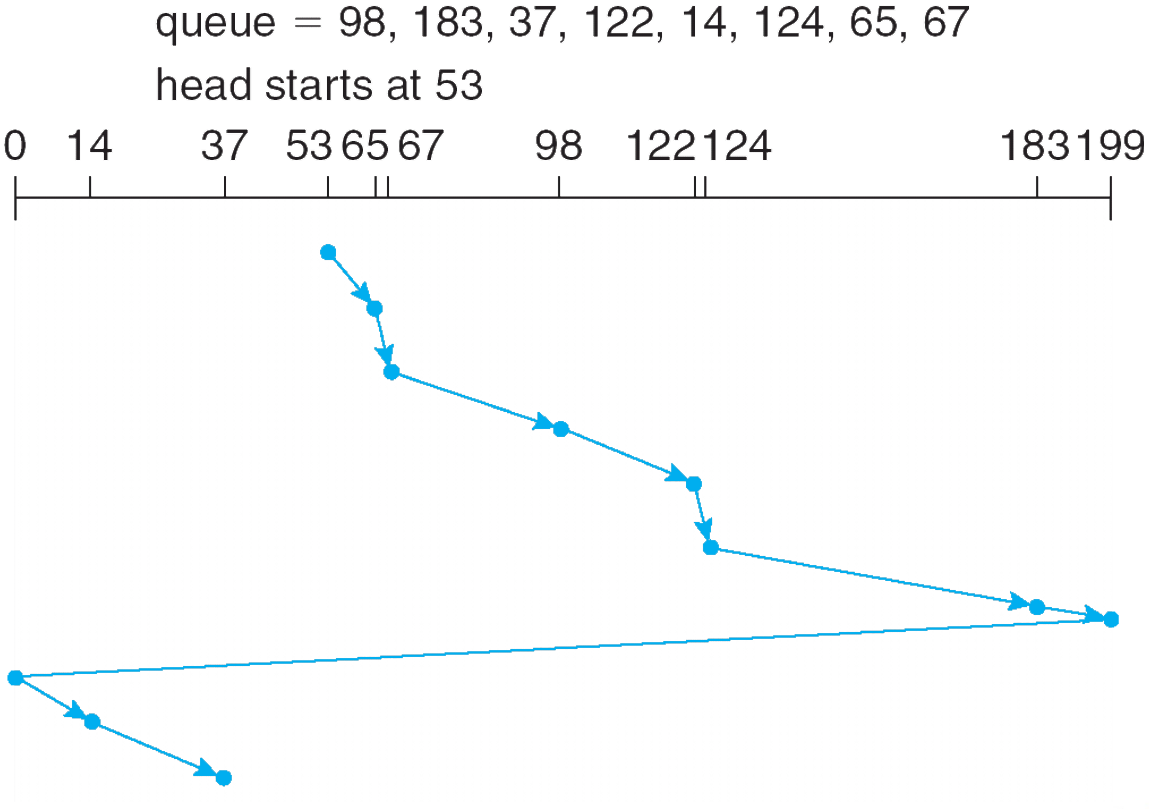 queue = 98, 183, 37, 122, 14, 124, 65, 67
head starts at 53
0 14 37 53 65 67 98 122 124 183 199